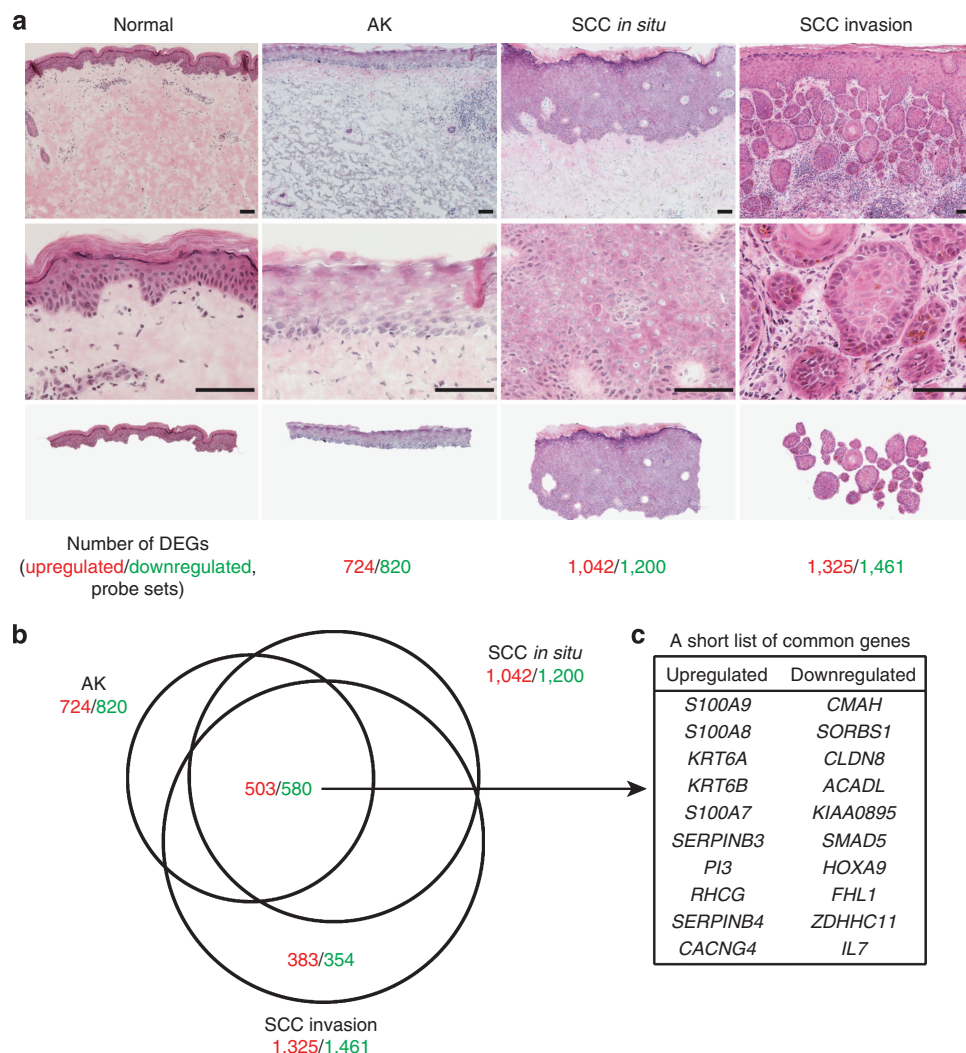 a
Normal
AK
SCC in situ
SCC invasion
Number of DEGs
(upregulated/downregulated,
probe sets)
724/820
1,042/1,200
1,325/1,461
b
AK
724/820
SCC in situ
1,042/1,200
503/580
383/354
SCC invasion
1,325/1,461
c
A short list of common genes
Upregulated Downregulated
S100A9 CMAH
S100A8 SORBS1
KRT6A CLDN8
KRT6B ACADL
S100A7 KIAA0895
SERPINB3 SMAD5
PI3 HOXA9
RHCG FHL1
SERPINB4 ZDHHC11
CACNG4 IL7